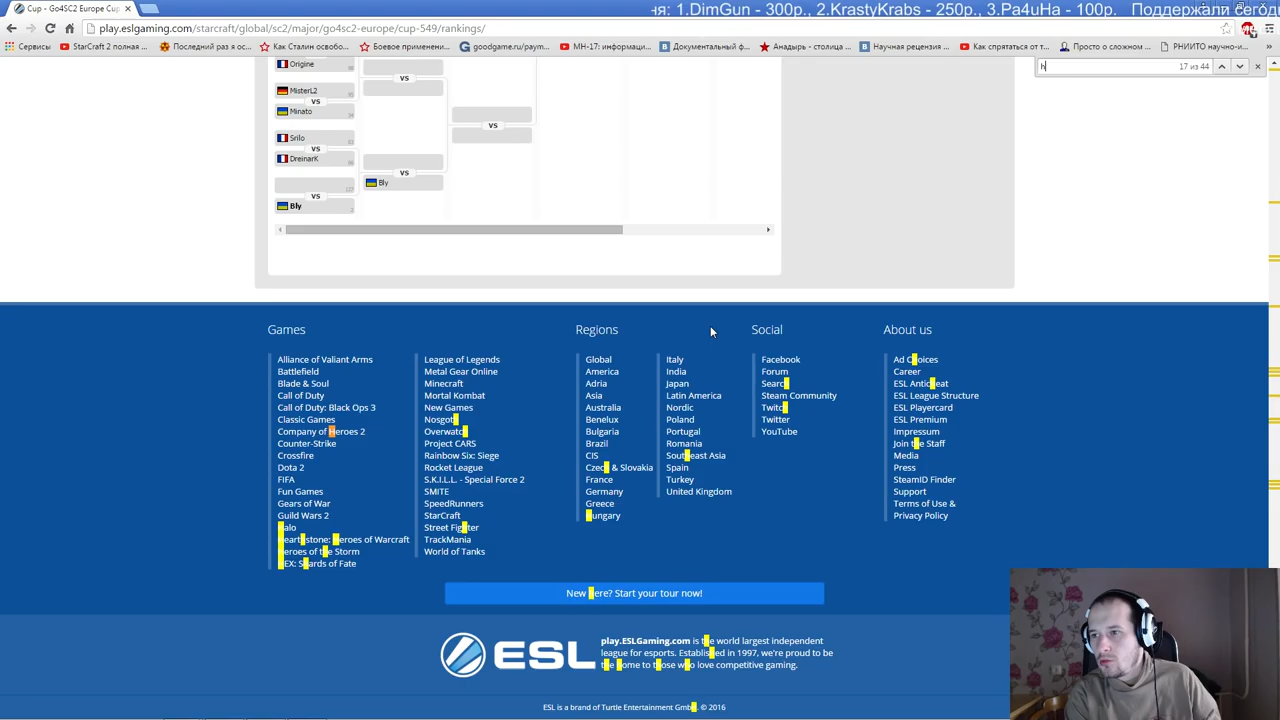 Cup - Go4SC2 Europe Cup
ня: 1.DimGun - 300р., 2.KrastyKrabs - 250р., 3.Pa4uHa - 100р. Поддержали сегод
play.eslgaming.com/starcraft/global/sc2/major/go4sc2-europe/cup-549/rankings/
Сервисы
StarCraft 2 полная ...
Последний раз я ос...
Как Сталин освобо...
Боевое применени...
goodgame.ru/paym...
МН-17: информаци...
Документальный ф...
Анадырь - столица ...
Научная рецензия ...
Как спрятаться от т...
Просто о сложном ...
РНИИТО научно-и...
h
17 из 44
Origine
MisterL2
vs
Minato
Srilo
vs
DreinarK
vs
Bly
vs
vs
Bly
vs
Games
Alliance of Valiant Arms
Battlefield
Blade & Soul
Call of Duty
Call of Duty: Black Ops 3
Classic Games
Company of Heroes 2
Counter-Strike
Crossfire
Dota 2
FIFA
Fun Games
Gears of War
Guild Wars 2
Halo
Hearthstone: Heroes of Warcraft
Heroes of the Storm
HEX: Shards of Fate
League of Legends
Metal Gear Online
Minecraft
Mortal Kombat
New Games
Nosgoth
Overwatch
Project CARS
Rainbow Six: Siege
Rocket League
S.K.I.L.L. - Special Force 2
SMITE
SpeedRunners
StarCraft
Street Fighter
TrackMania
World of Tanks
Regions
Global
America
Adria
Asia
Australia
Benelux
Bulgaria
Brazil
CIS
Czech & Slovakia
France
Germany
Greece
Hungary
Italy
India
Japan
Latin America
Nordic
Poland
Portugal
Romania
Southeast Asia
Spain
Turkey
United Kingdom
Social
Facebook
Forum
Search
Steam Community
Twitch
Twitter
YouTube
About us
Ad Choices
Career
ESL Anticheat
ESL League Structure
ESL Playercard
ESL Premium
Impressum
Join the Staff
Media
Press
SteamID Finder
Support
Terms of Use &
Privacy Policy
New here? Start your tour now!
ESL
play.ESLGaming.com is the world largest independent
league for esports. Established in 1997, we're proud to be
the home to those who love competitive gaming.
ESL is a brand of Turtle Entertainment GmbH. © 2016